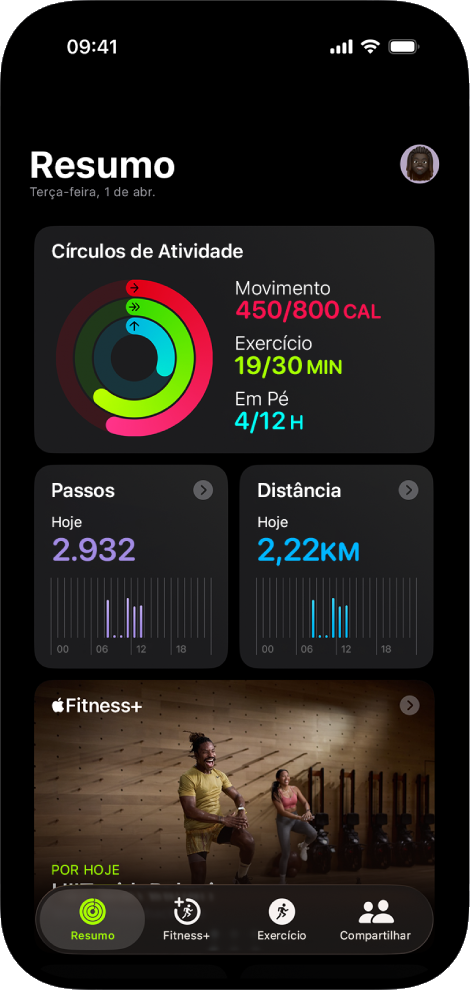 09:41
Resumo
Terça-feira, 1 de abr.
Círculos de Atividade
Movimento
450/800 CAL
Exercício
19/30 MIN
Em Pé
4/12 H
Passos
Hoje
2.932
00 06 12 18
Distância
Hoje
2,22KM
00 06 12 18
Fitness+
POR HOJE
Resumo
Fitness+
Exercício
Compartilhar